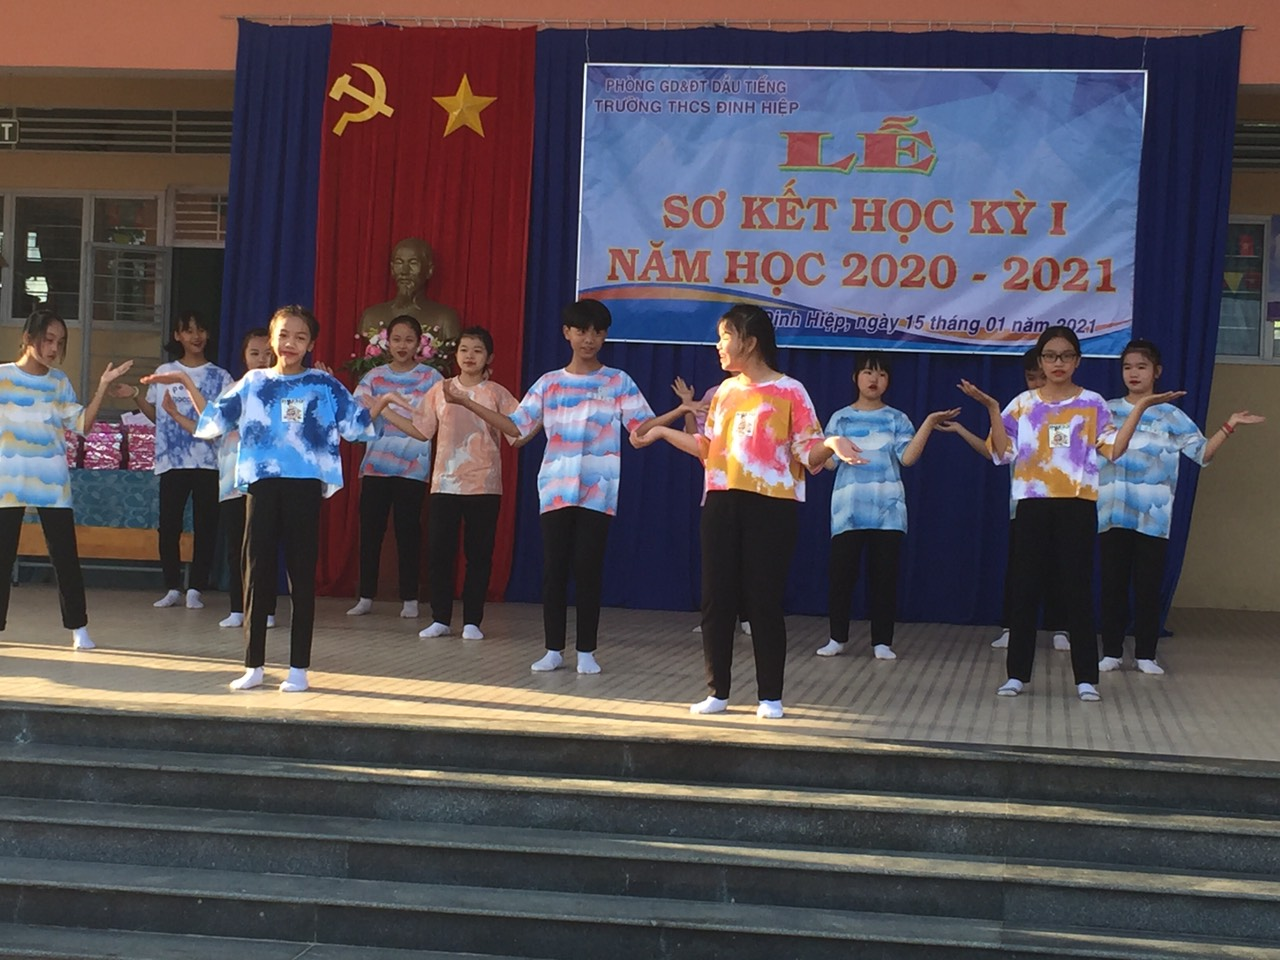 PHÒNG GD&ĐT DẦU TIẾNG
TRƯỜNG THCS ĐỊNH HIỆP
LỄ
SƠ KẾT HỌC KỲ I
NĂM HỌC 2020 - 2021
Định Hiệp, ngày 15 tháng 01 năm 2021